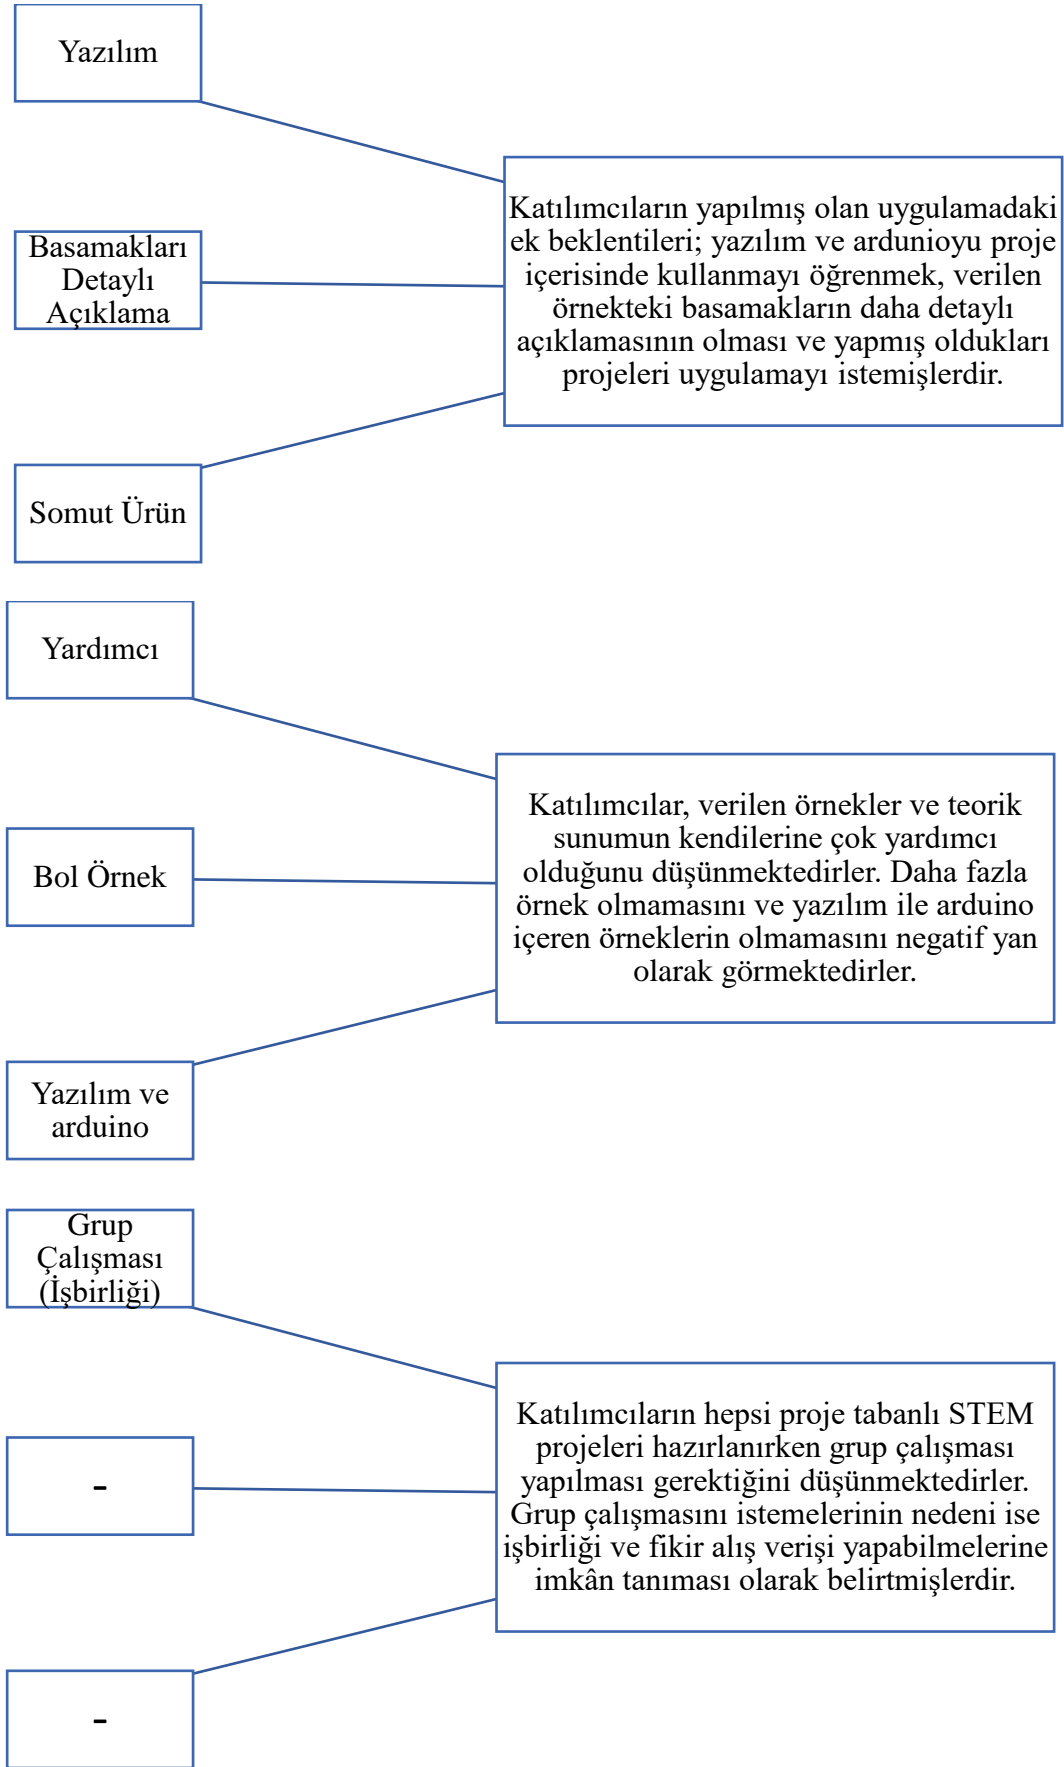 Yazılım
Basamakları
Detaylı
Açıklama
Somut Ürün
Katılımcıların yapılmış olan uygulamadaki
ek beklentileri; yazılım ve ardunioyu proje
içerisinde kullanmayı öğrenmek, verilen
örnekteki basamakların daha detaylı
açıklamasının olması ve yapmış oldukları
projeleri uygulamayı istemişlerdir.
Yardımcı
Bol Örnek
Yazılım ve
arduino
Katılımcılar, verilen örnekler ve teorik
sunumun kendilerine çok yardımcı
olduğunu düşünmektedirler. Daha fazla
örnek olmamasını ve yazılım ile arduino
içeren örneklerin olmamasını negatif yan
olarak görmektedirler.
Grup
Çalışması
(İşbirliği)
-
-
Katılımcıların hepsi proje tabanlı STEM
projeleri hazırlanırken grup çalışması
yapılması gerektiğini düşünmektedirler.
Grup çalışmasını istemelerinin nedeni ise
işbirliği ve fikir alış verişi yapabilmelerine
imkân tanıması olarak belirtmişlerdir.